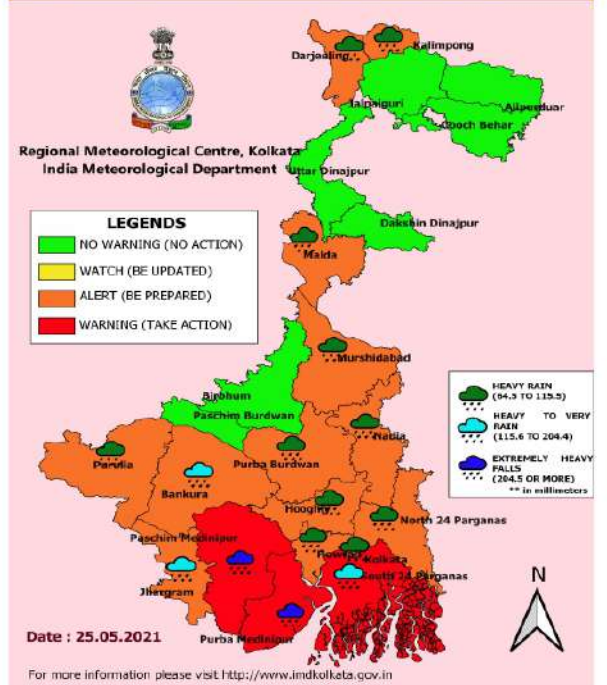 Darjeeling
Kalimpong
Jalpaiguri
Alipurduar
Cooch Behar
Regional Meteorological Centre, Kolkata
India Meteorological Department
Uttar Dinajpur
Dakshin Dinajpur
LEGENDS
NO WARNING (NO ACTION)
WATCH (BE UPDATED)
ALERT (BE PREPARED)
WARNING (TAKE ACTION)
Malda
Murshidabad
Birbhum
Paschim Burdwan
HEAVY RAIN
(64.5 TO 115.5)
HEAVY TO VERY
RAIN
(115.6 TO 204.4)
EXTREMELY HEAVY
FALLS
(204.5 OR MORE)
** in millimeters
Nadia
Purulia
Purba Burdwan
Bankura
Hooghly
North 24 Parganas
Paschim Medinipur
Howrah
Kolkata
South 24 Parganas
Jhargram
N
Date : 25.05.2021
Purba Medinipur
For more information please visit http://www.imdkolkata.gov.in